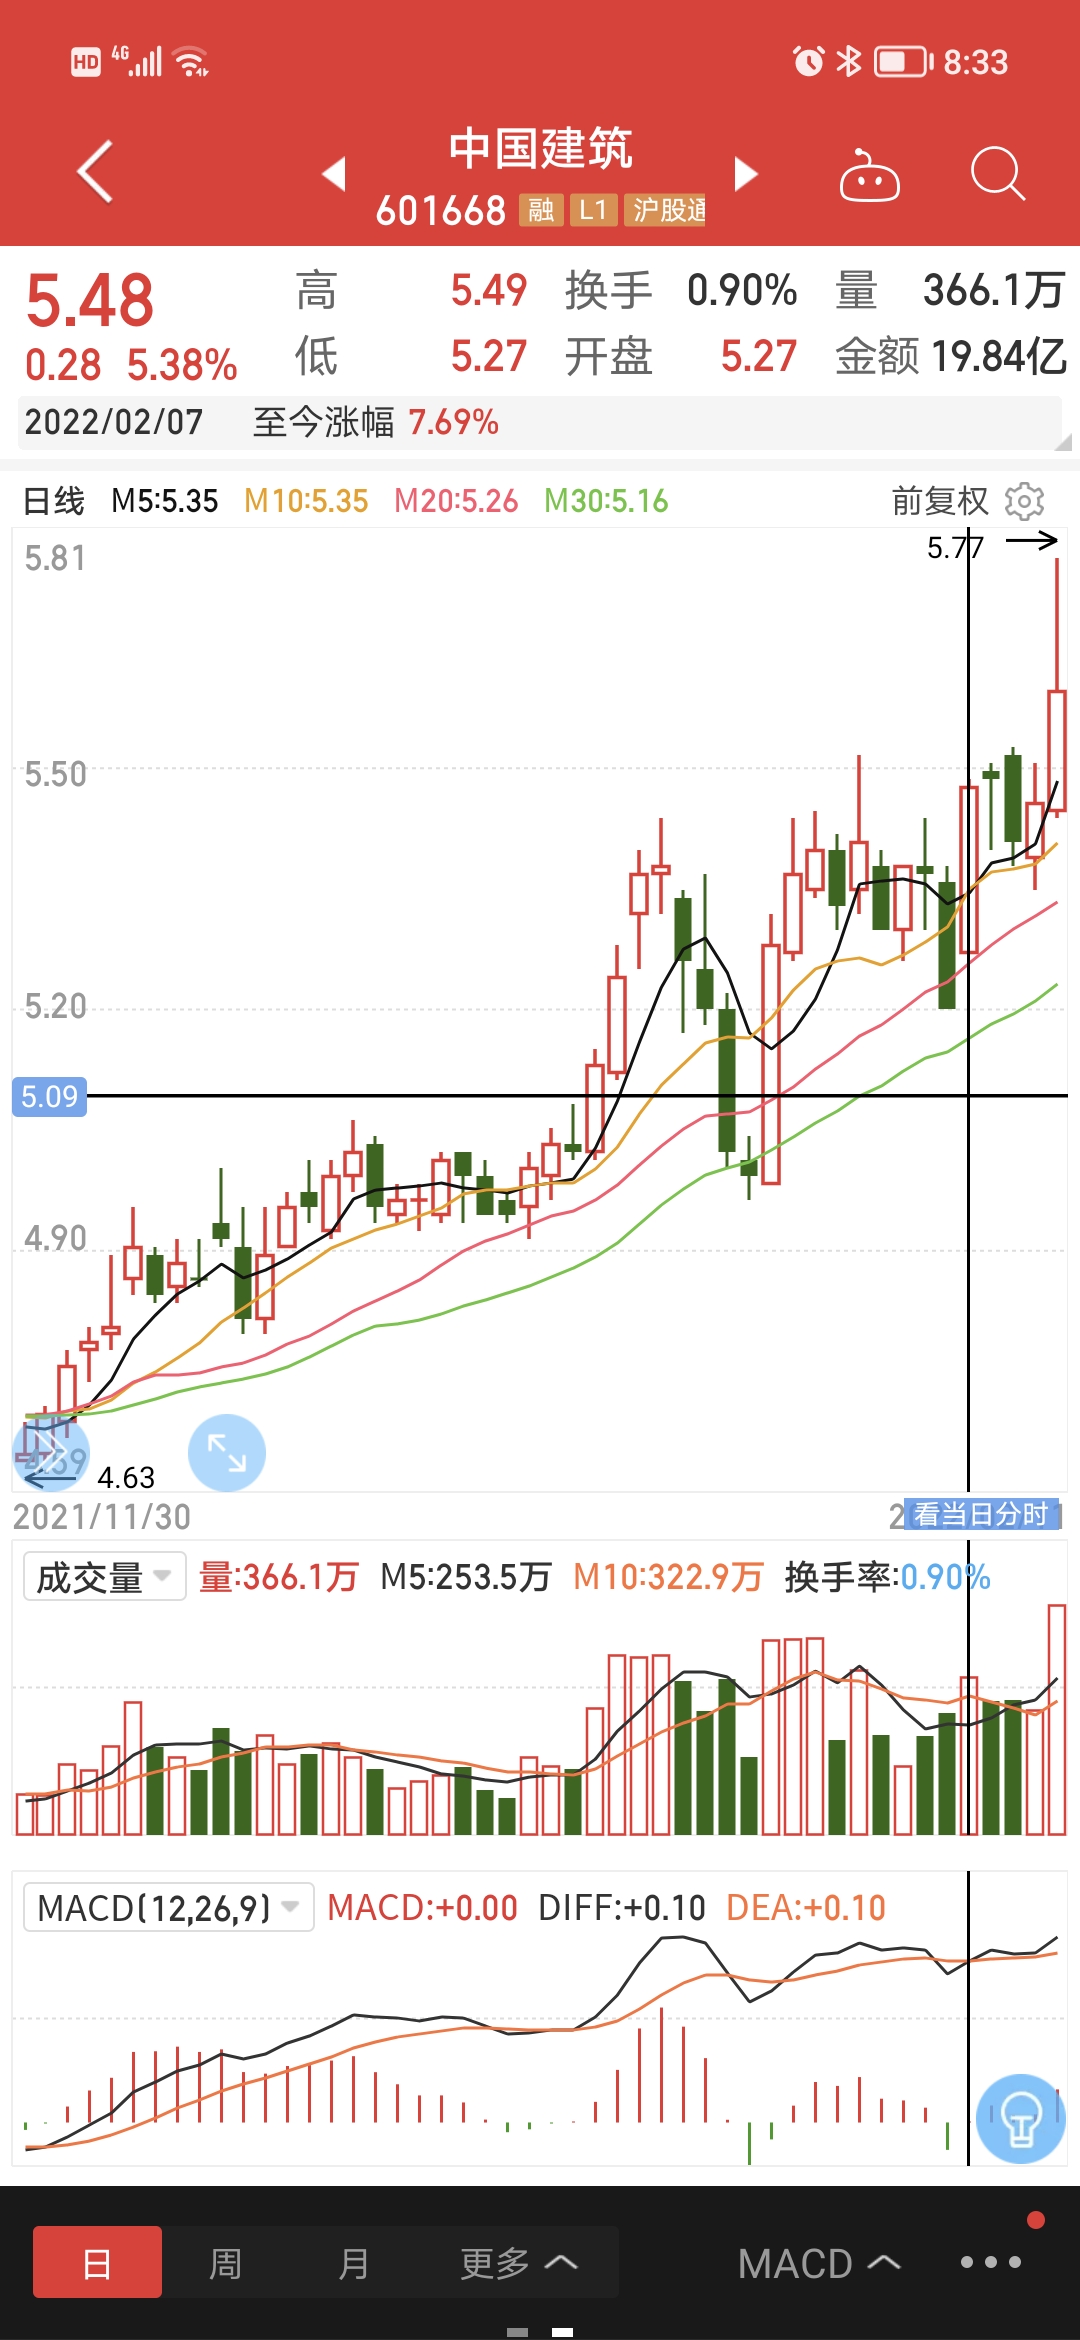 HD 4G 8:33
中国建筑
601668 融 L1 沪股通
5.48 高 5.49 换手 0.90% 量 366.1万
0.28 5.38% 低 5.27 开盘 5.27 金额 19.84亿
2022/02/07 至今涨幅 7.69%
日线 M5:5.35 M10:5.35 M20:5.26 M30:5.16 前复权
5.77
5.81
5.50
5.20
5.09
4.90
4.59
4.63
2021/11/30 看当日分时
成交量 量:366.1万 M5:253.5万 M10:322.9万 换手率:0.90%
MACD(12,26,9) MACD:+0.00 DIFF:+0.10 DEA:+0.10
日 周 月 更多 MACD